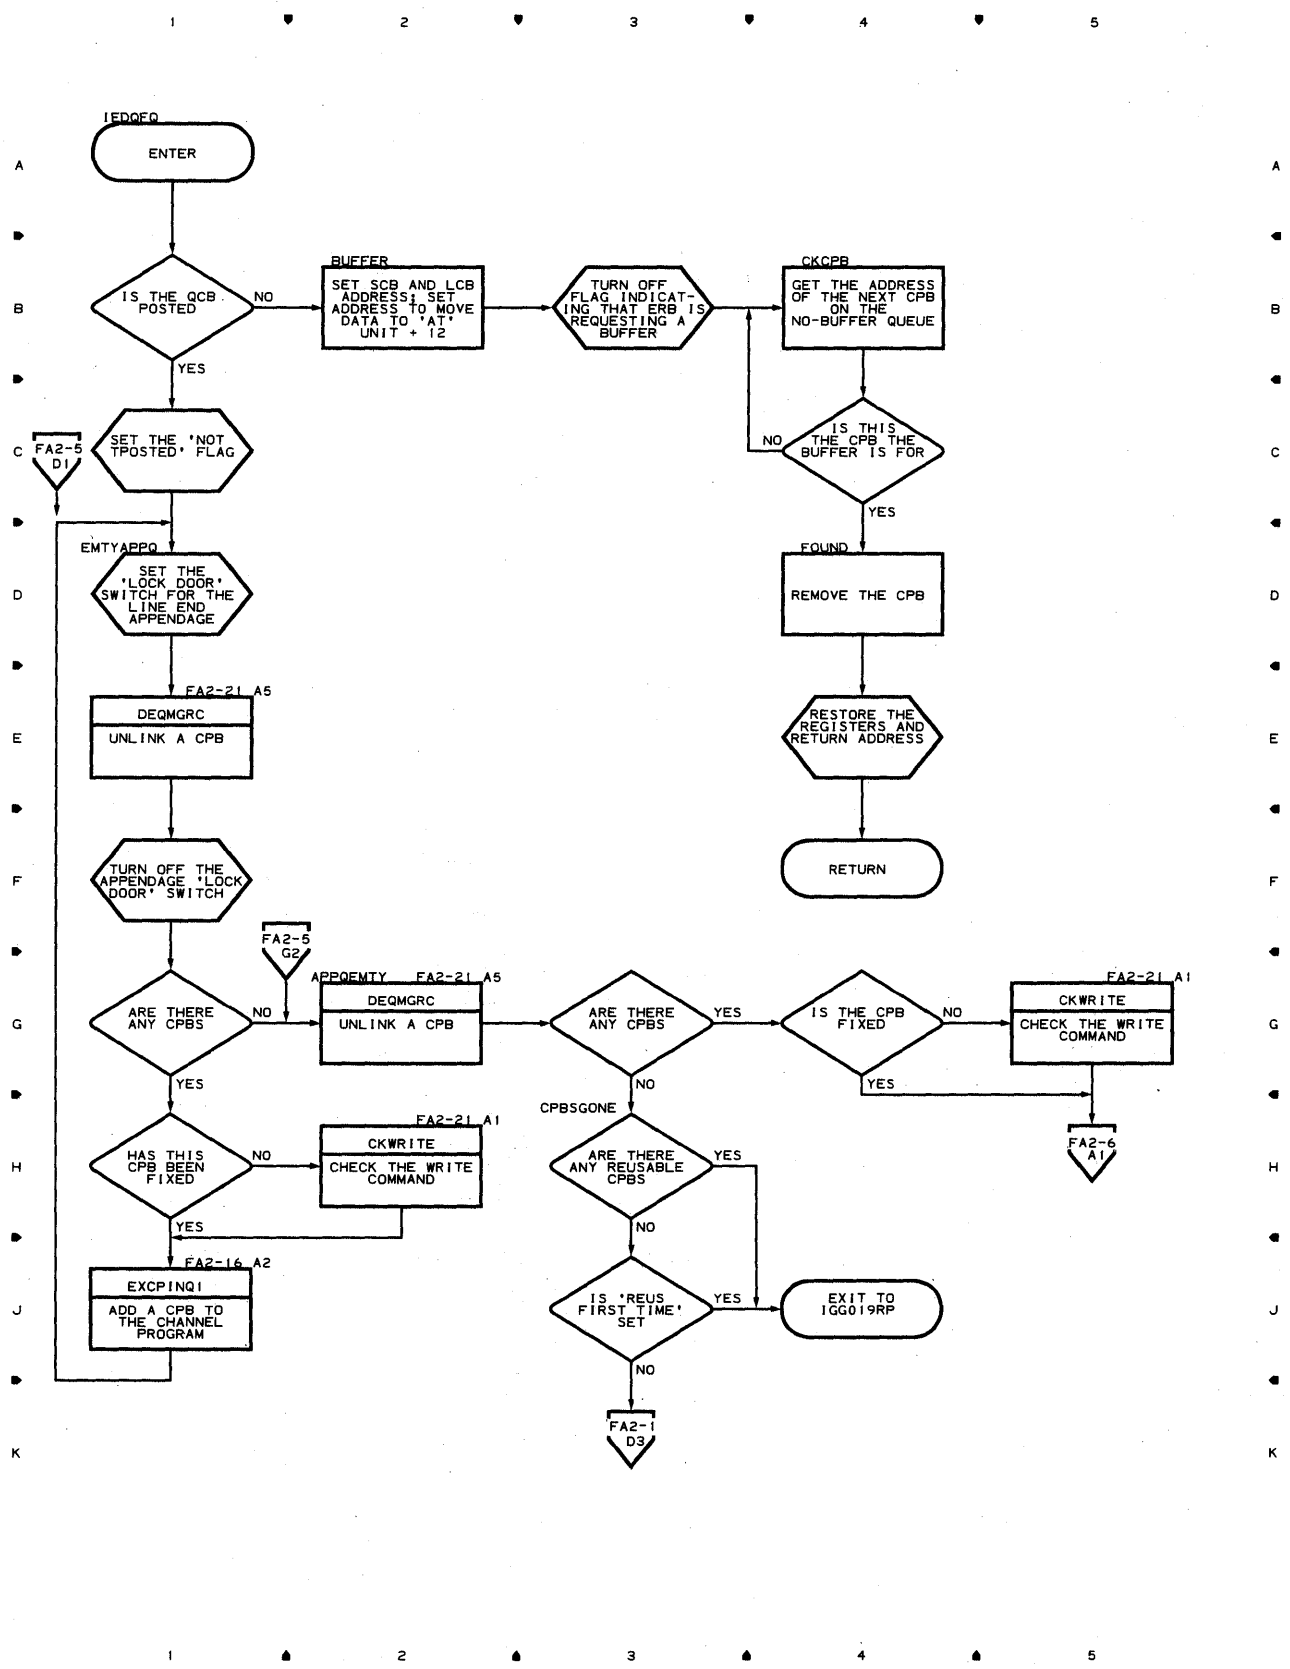 1 2 3 4 5
IEDQFQ
ENTER
A A
BUFFER
CKCPB
IS THE QCB
POSTED
NO
YES
SET SCB AND LCB
ADDRESS; SET
ADDRESS TO MOVE
DATA TO 'AT'
UNIT + 12
TURN OFF
FLAG INDICAT-
ING THAT ERB IS
REQUESTING A
BUFFER
GET THE ADDRESS
OF THE NEXT CPB
ON THE
NO-BUFFER QUEUE
B B
FA2-5
D1
SET THE 'NOT
TPOSTED' FLAG
IS THIS
THE CPB THE
BUFFER IS FOR
NO
YES
C C
EMTYAPPQ
SET THE
'LOCK DOOR'
SWITCH FOR THE
LINE END
APPENDAGE
FOUND
REMOVE THE CPB
D D
FA2-21 A5
DEQMGRC
UNLINK A CPB
RESTORE THE
REGISTERS AND
RETURN ADDRESS
E E
TURN OFF THE
APPENDAGE 'LOCK
DOOR' SWITCH
RETURN
F F
FA2-5
G2
ARE THERE
ANY CPBS
NO
YES
APPQEMTY FA2-21 A5
DEQMGRC
UNLINK A CPB
ARE THERE
ANY CPBS
YES
NO
IS THE CPB
FIXED
NO
YES
FA2-21 A1
CKWRITE
CHECK THE WRITE
COMMAND
G G
HAS THIS
CPB BEEN
FIXED
NO
YES
FA2-21 A1
CKWRITE
CHECK THE WRITE
COMMAND
CPBSGONE
ARE THERE
ANY REUSABLE
CPBS
YES
NO
FA2-6
A1
H H
FA2-16 A2
EXCPINQ1
ADD A CPB TO
THE CHANNEL
PROGRAM
IS 'REUS
FIRST TIME'
SET
YES
NO
EXIT TO
IGG019RP
J J
FA2-1
D3
K K
1 2 3 4 5